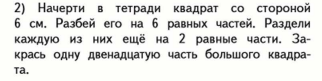 2) Начерти в тетради квадрат со стороной
6 см. Разбей его на 6 равных частей. Раздели
каждую из них ещё на 2 равные части. За-
крась одну двенадцатую часть большого квадра-
та.